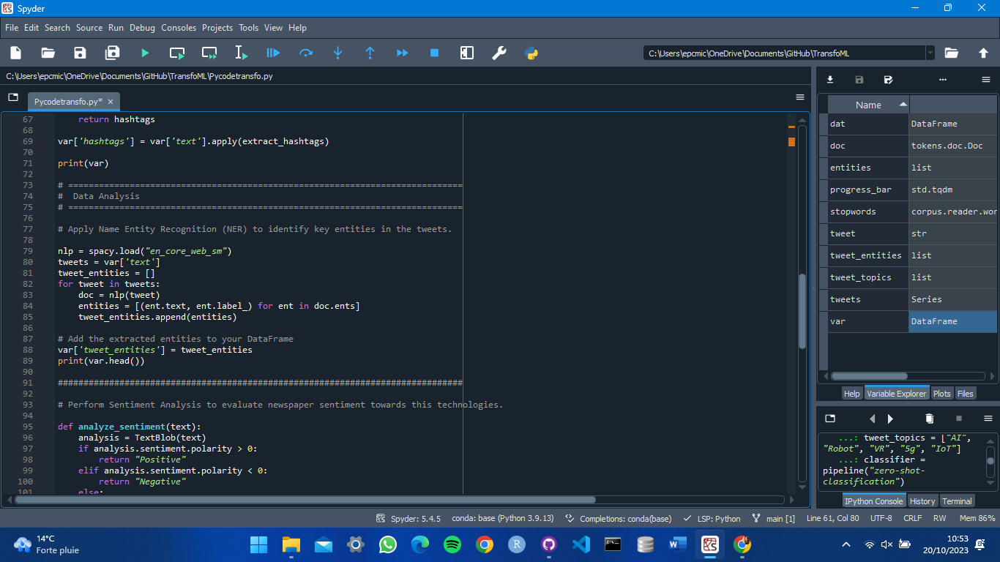 Spyder
File Edit Search Source Run Debug Consoles Projects Tools View Help
C:\Users\epcmic\OneDrive\Documents\GitHub\TransfoML
C:\Users\epcmic\OneDrive\Documents\GitHub\TransfoML\Pycodetransfo.py
Pycodetransfo.py*
67 return hashtags
68
69 var['hashtags'] = var['text'].apply(extract_hashtags)
70
71 print(var)
72
73 # =============================================================================
74 # Data Analysis
75 # =============================================================================
76
77 # Apply Name Entity Recognition (NER) to identify key entities in the tweets.
78
79 nlp = spacy.load("en_core_web_sm")
80 tweets = var['text']
81 tweet_entities = []
82 for tweet in tweets:
83 doc = nlp(tweet)
84 entities = [(ent.text, ent.label_) for ent in doc.ents]
85 tweet_entities.append(entities)
86
87 # Add the extracted entities to your DataFrame
88 var['tweet_entities'] = tweet_entities
89 print(var.head())
90
91 ###############################################################################
92
93 # Perform Sentiment Analysis to evaluate newspaper sentiment towards this technologies.
94
95 def analyze_sentiment(text):
96 analysis = TextBlob(text)
97 if analysis.sentiment.polarity > 0:
98 return "Positive"
99 elif analysis.sentiment.polarity < 0:
100 return "Negative"
101 else:
Name
dat DataFrame
doc tokens.doc.Doc
entities list
progress_bar std.tqdm
stopwords corpus.reader.wor
tweet str
tweet_entities list
tweet_topics list
tweets Series
var DataFrame
Help Variable Explorer Plots Files
...: tweet_topics = ["AI",
"Robot", "VR", "5g", "IoT"]
...: classifier =
pipeline("zero-shot-
classification")
IPython Console History Terminal
Spyder: 5.4.5 conda: base (Python 3.9.13) Completions: conda(base) LSP: Python main [1] Line 61, Col 80 UTF-8 CRLF RW Mem 86%
14°C
Forte pluie
10:53
20/10/2023